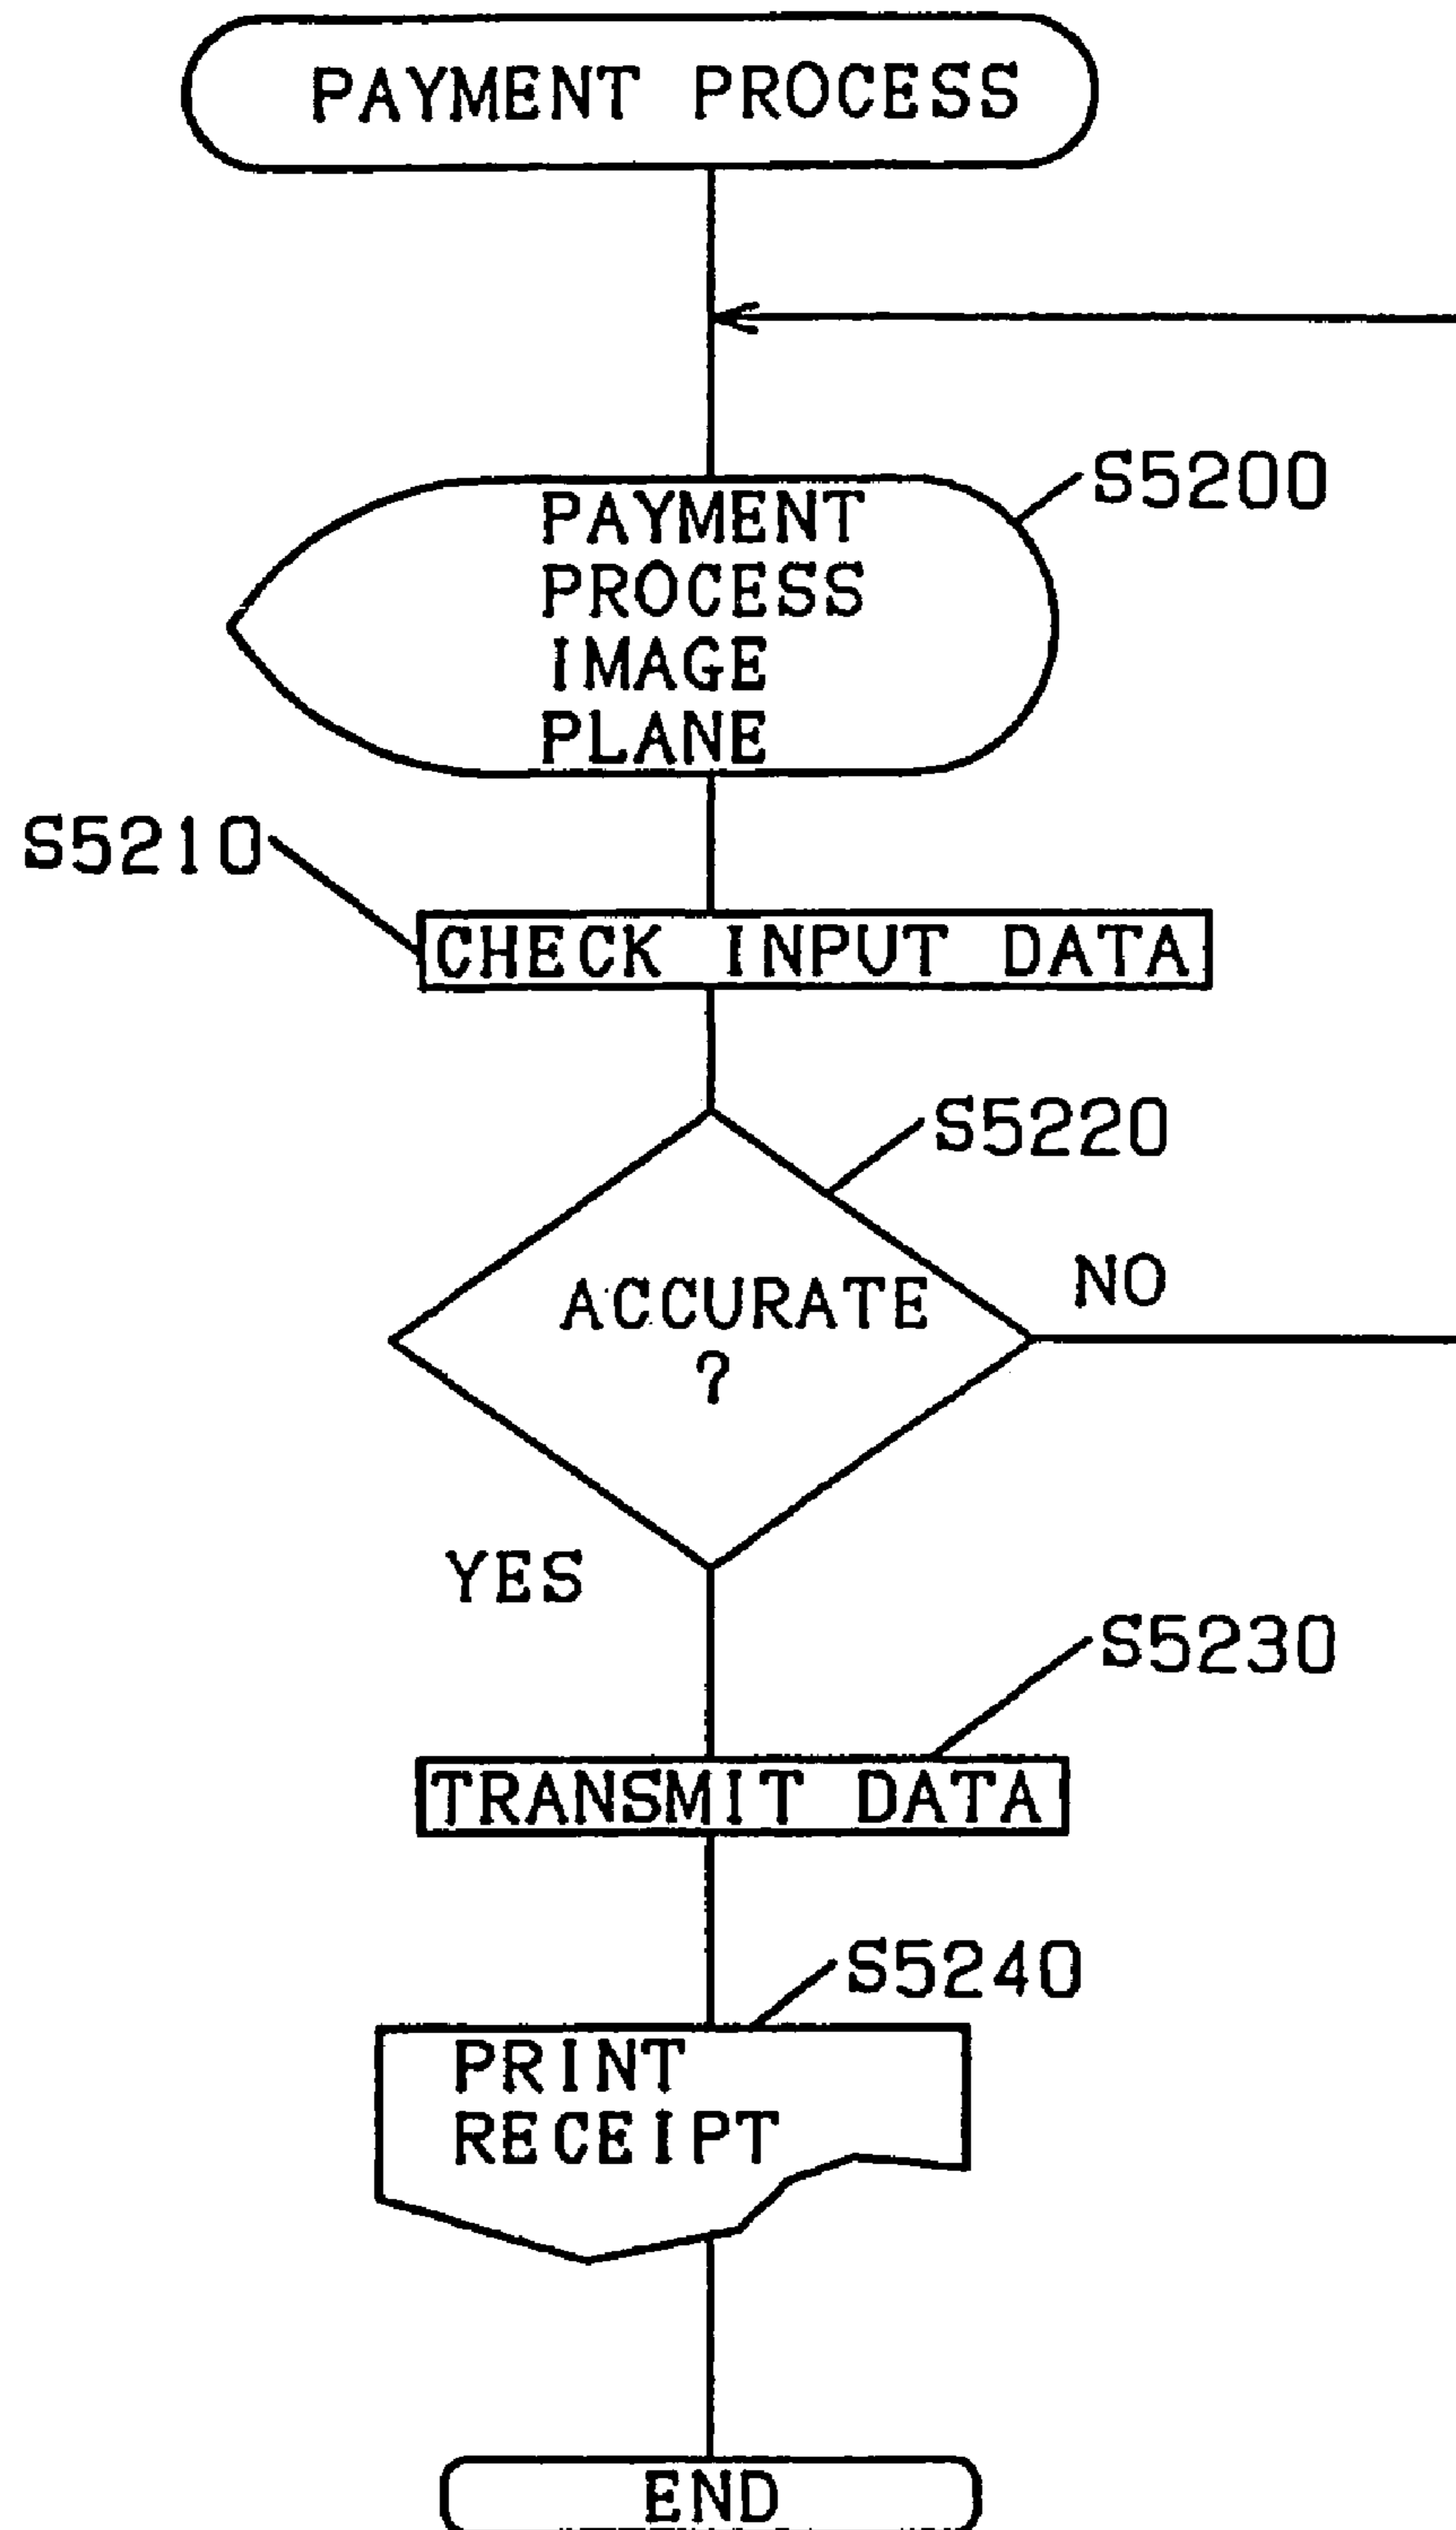 PAYMENT PROCESS
S5200
PAYMENT
PROCESS
IMAGE
PLANE
S5210
CHECK INPUT DATA
S5220
ACCURATE
?
NO
YES
S5230
TRANSMIT DATA
S5240
PRINT
RECEIPT
END